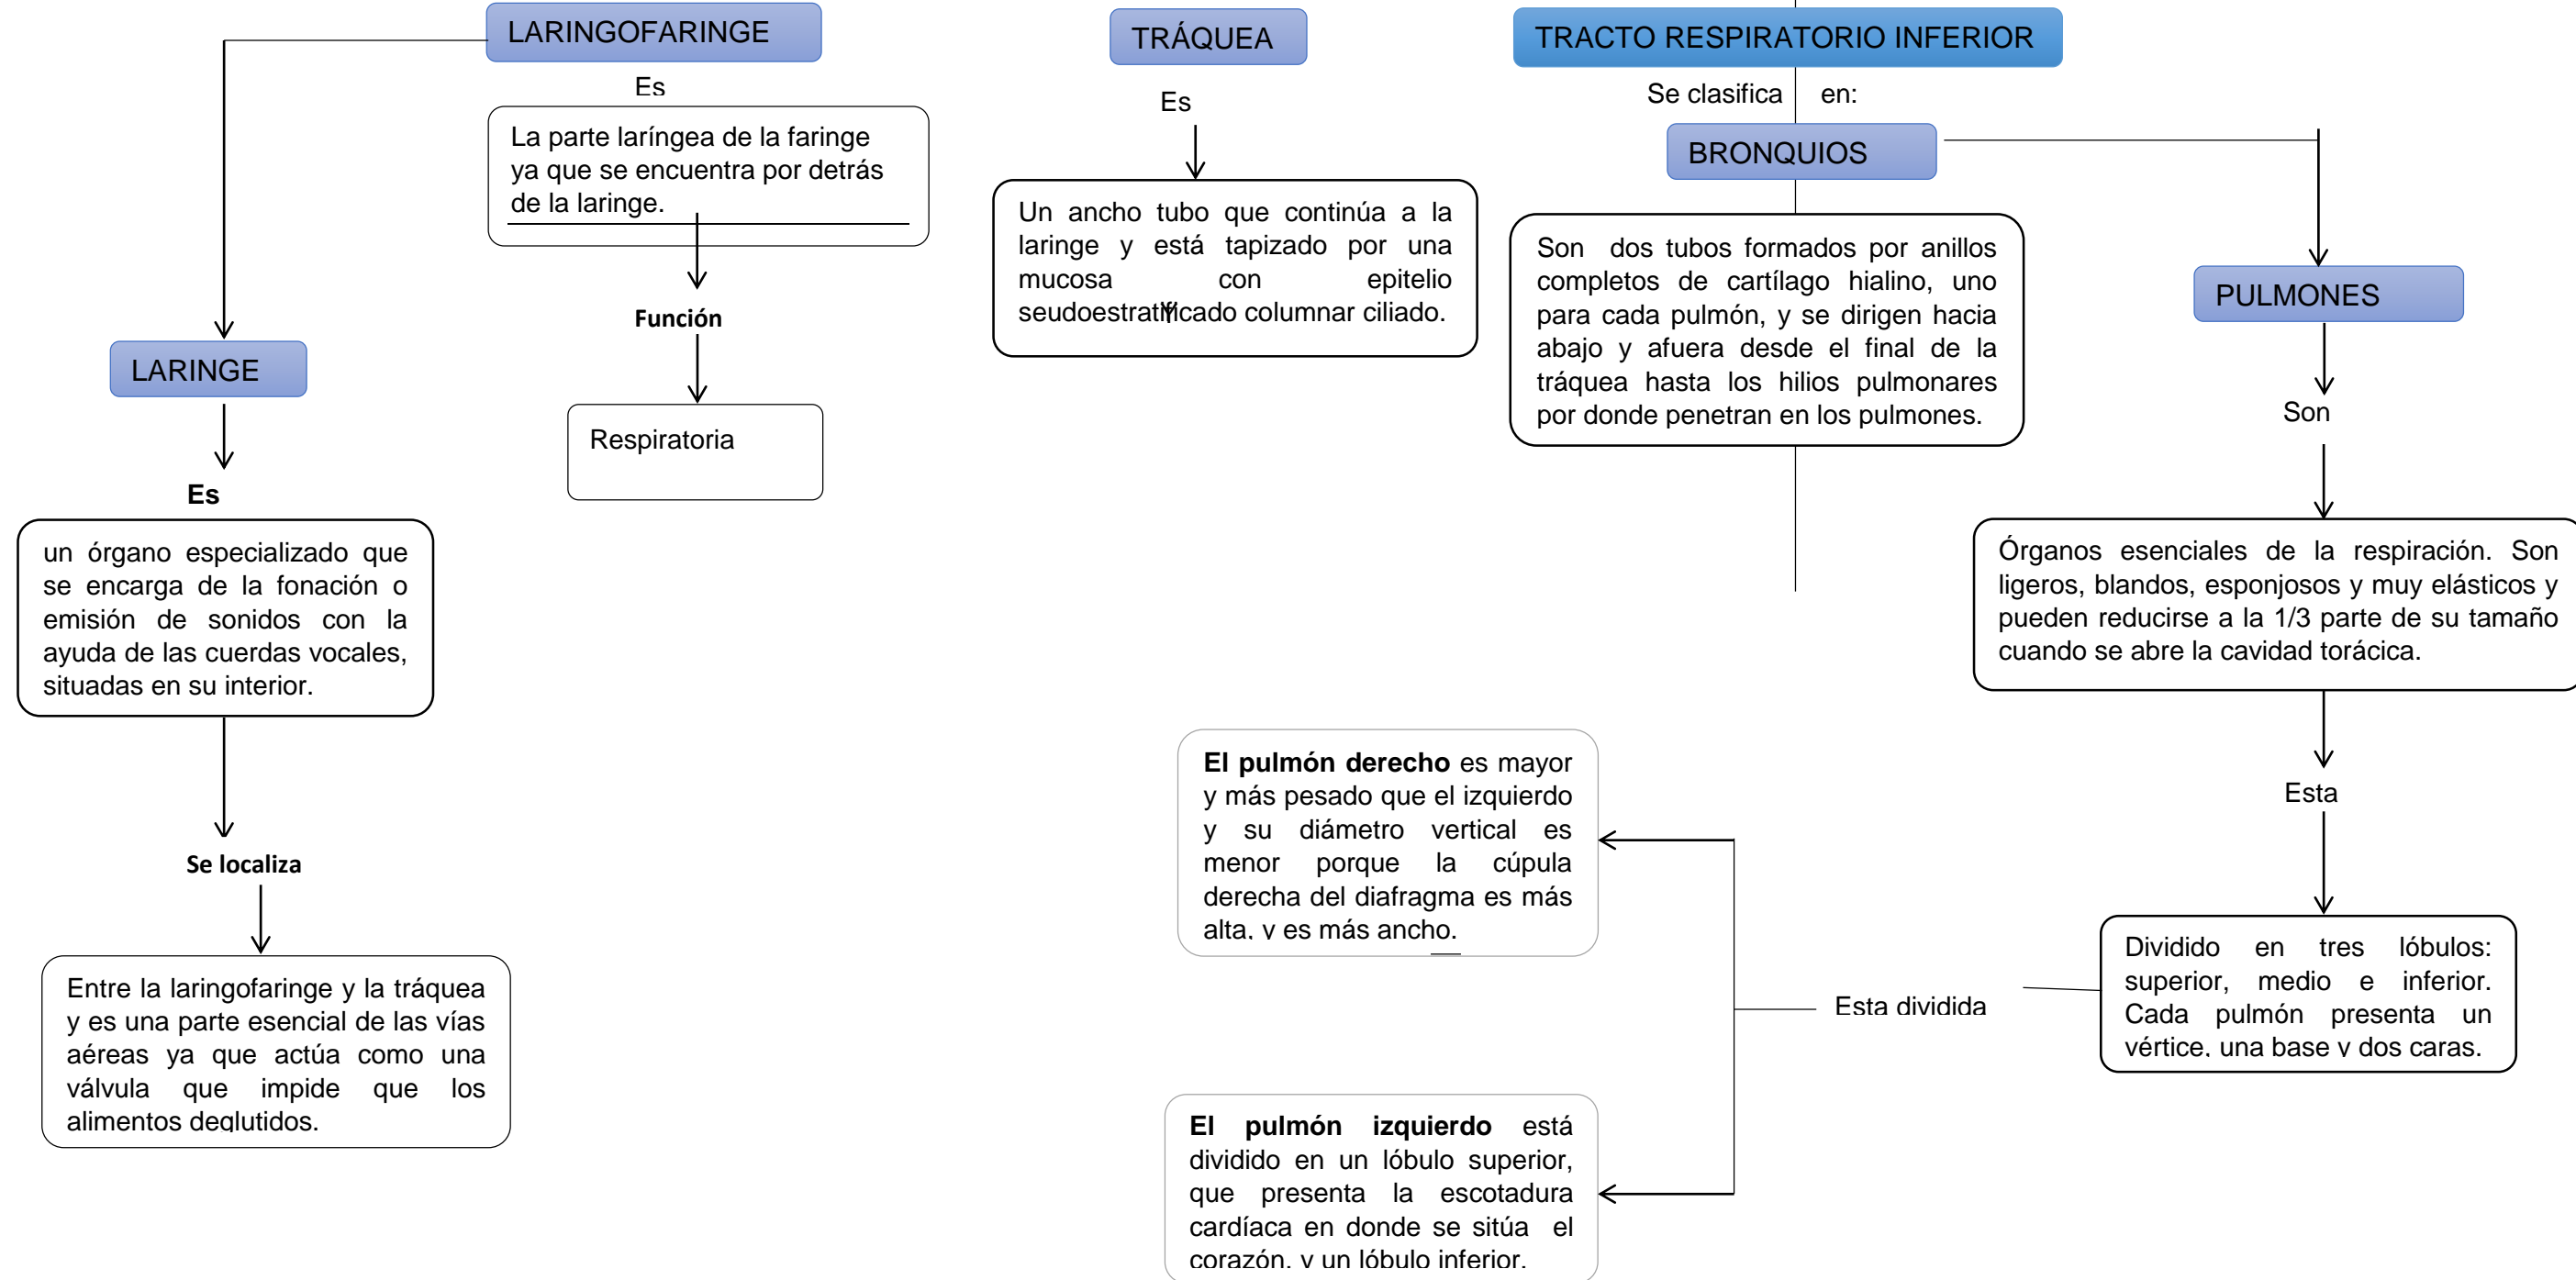 LARINGOFARINGE
Es
La parte laríngea de la faringe
ya que se encuentra por detrás
de la laringe.
Función
Respiratoria
LARINGE
Es
un órgano especializado que
se encarga de la fonación o
emisión de sonidos con la
ayuda de las cuerdas vocales,
situadas en su interior.
Se localiza
Entre la laringofaringe y la tráquea
y es una parte esencial de las vías
aéreas ya que actúa como una
válvula que impide que los
alimentos deglutidos.
TRÁQUEA
Es
Un ancho tubo que continúa a la
laringe y está tapizado por una
mucosa con epitelio
seudoestratificado columnar ciliado.
Y
TRACTO RESPIRATORIO INFERIOR
Se clasifica en:
BRONQUIOS
Son dos tubos formados por anillos
completos de cartílago hialino, uno
para cada pulmón, y se dirigen hacia
abajo y afuera desde el final de la
tráquea hasta los hilios pulmonares
por donde penetran en los pulmones.
PULMONES
Son
Órganos esenciales de la respiración. Son
ligeros, blandos, esponjosos y muy elásticos y
pueden reducirse a la 1/3 parte de su tamaño
cuando se abre la cavidad torácica.
Esta
Dividido en tres lóbulos:
superior, medio e inferior.
Cada pulmón presenta un
vértice, una base y dos caras.
Esta dividida
El pulmón derecho es mayor
y más pesado que el izquierdo
y su diámetro vertical es
menor porque la cúpula
derecha del diafragma es más
alta, y es más ancho.
El pulmón izquierdo está
dividido en un lóbulo superior,
que presenta la escotadura
cardíaca en donde se sitúa el
corazón, y un lóbulo inferior.